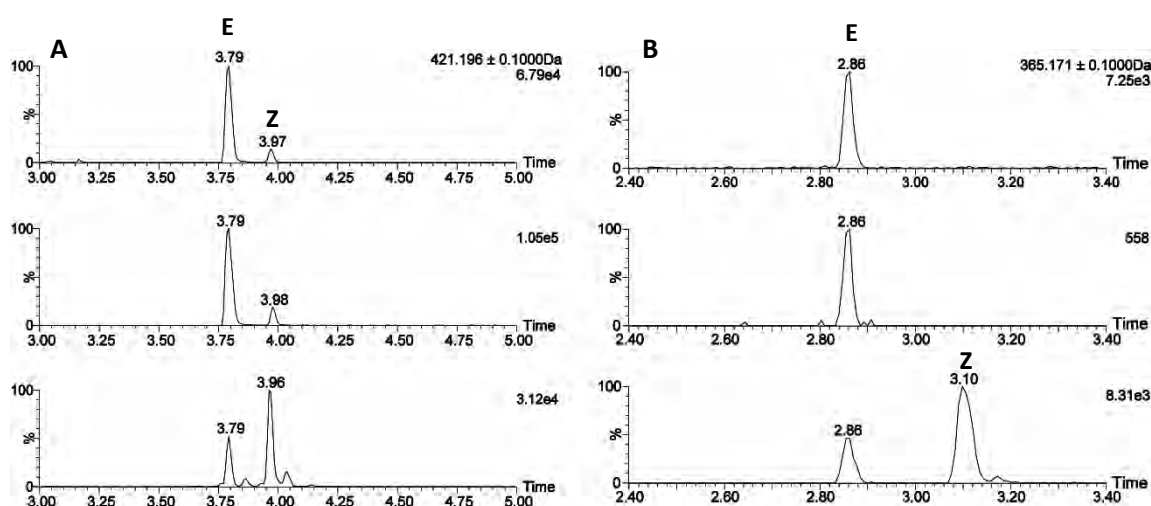 A
E
3.79
421.196 ± 0.1000Da
6.79e4
100
%
0
Z
3.97
Time
3.00 3.25 3.50 3.75 4.00 4.25 4.50 4.75 5.00
3.79
1.05e5
100
%
0
3.98
Time
3.00 3.25 3.50 3.75 4.00 4.25 4.50 4.75 5.00
3.96
3.12e4
100
%
0
3.79
Time
3.00 3.25 3.50 3.75 4.00 4.25 4.50 4.75 5.00
B
E
2.86
365.171 ± 0.1000Da
7.25e3
100
%
0
Time
2.40 2.60 2.80 3.00 3.20 3.40
2.86
558
100
%
0
Time
2.40 2.60 2.80 3.00 3.20 3.40
Z
3.10
8.31e3
100
%
0
2.86
Time
2.40 2.60 2.80 3.00 3.20 3.40